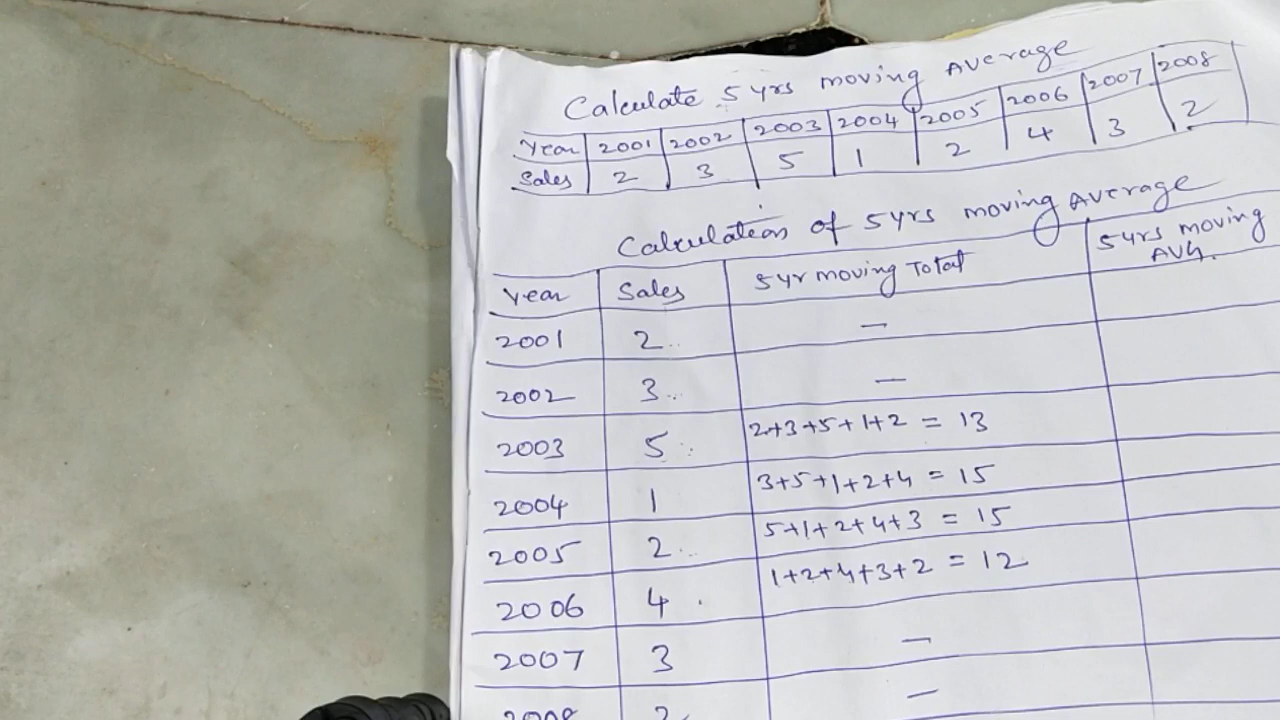 Calculate 5 yrs moving Average
Year 2001 2002 2003 2004 2005 2006 2007 2008
Sales 2 3 5 1 2 4 3 2
Calculation of 5 yrs moving Average
Year Sales 5 yr moving Total 5 yrs moving AVG.
2001 2 —
2002 3 —
2003 5 2+3+5+1+2 = 13
2004 1 3+5+1+2+4 = 15
2005 2 5+1+2+4+3 = 15
2006 4 1+2+4+3+2 = 12
2007 3 —
2008 2 —